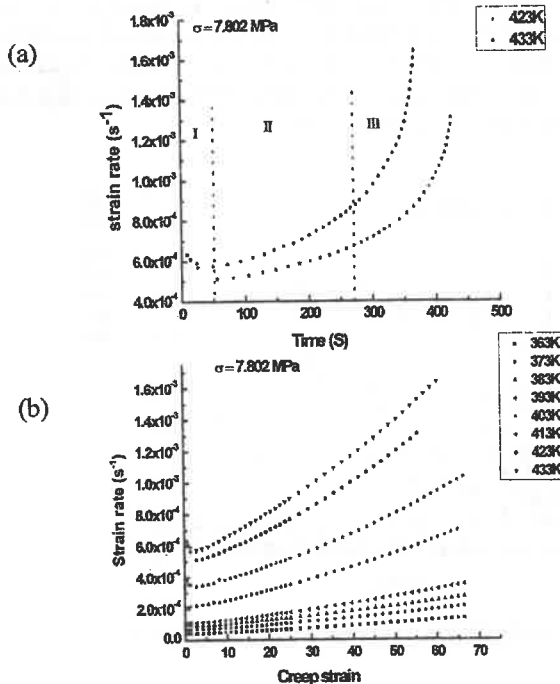 (a)
σ=7.802 MPa
423K
433K
I
II
III
strain rate (s⁻¹)
1.8x10⁻³
1.6x10⁻³
1.4x10⁻³
1.2x10⁻³
1.0x10⁻³
8.0x10⁻⁴
6.0x10⁻⁴
4.0x10⁻⁴
0
100
200
300
400
500
Time (S)
(b)
σ=7.802 MPa
363K
373K
383K
393K
403K
413K
423K
433K
Strain rate (s⁻¹)
1.6x10⁻³
1.4x10⁻³
1.2x10⁻³
1.0x10⁻³
8.0x10⁻⁴
6.0x10⁻⁴
4.0x10⁻⁴
2.0x10⁻⁴
0.0
0
10
20
30
40
50
60
70
Creep strain